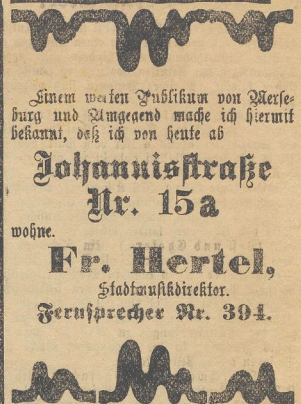 Einem werten Publikum von Merse-
burg und Umgegend mache ich hiermit
bekannt, daß ich von heute ab
Johannisstraße
Nr. 15a
wohne.
Fr. Hertel,
Stadtmusikdirektor.
Fernsprecher Nr. 394.